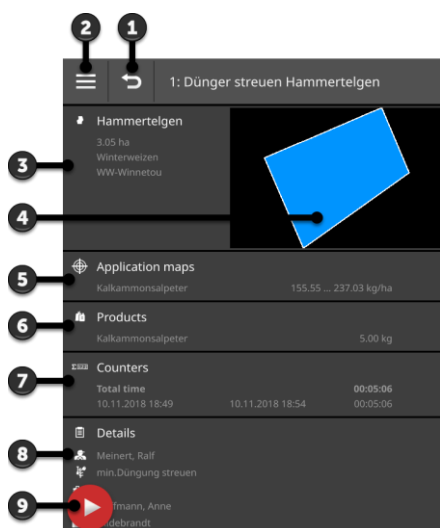 2 1
1: Dünger streuen Hammertelgen
Hammertelgen
3.05 ha
3
Winterweizen
WW-Winnetou
4
Application maps
5
Kalkammonsalpeter 155.55 ... 237.03 kg/ha
Products
6
Kalkammonsalpeter 5.00 kg
Counters
7
Total time 00:05:06
10.11.2018 18:49 10.11.2018 18:54 00:05:06
Details
8
Meinert, Ralf
min.Düngung streuen
9
Anne